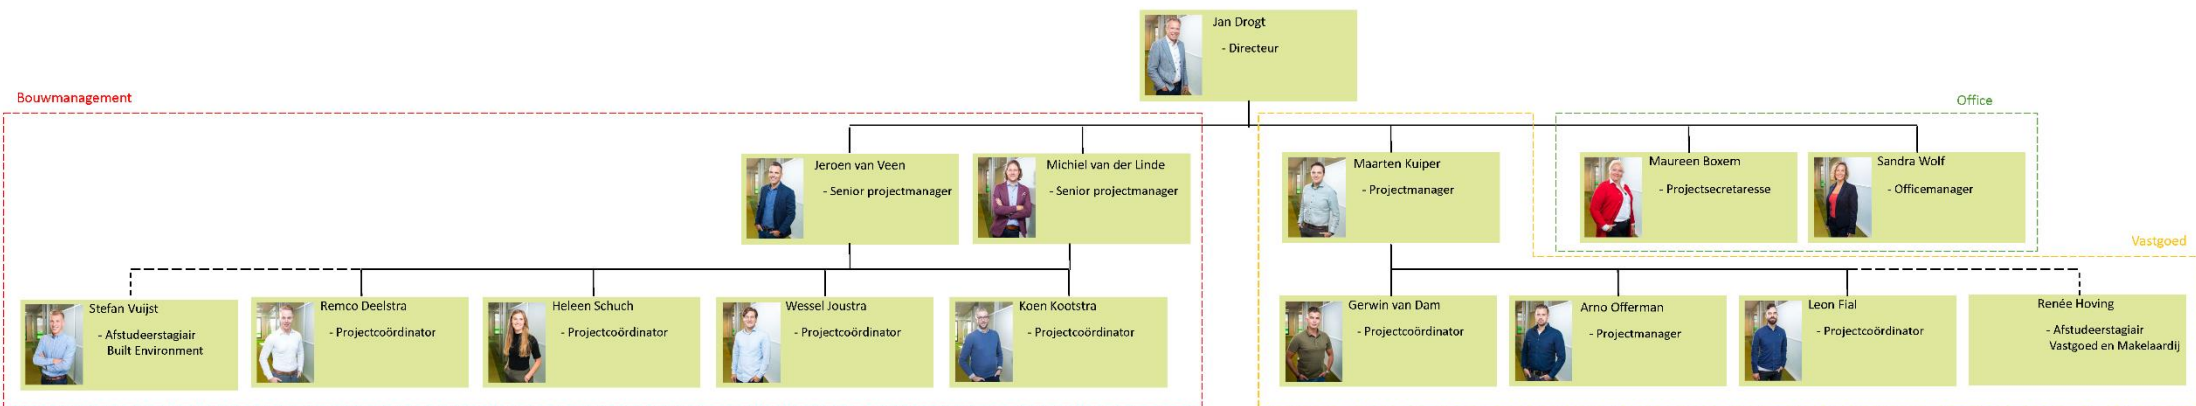 Jan Drogt
- Directeur
Bouwmanagement
Office
Jeroen van Veen
- Senior projectmanager
Michiel van der Linde
- Senior projectmanager
Maarten Kuiper
- Projectmanager
Maureen Boxem
- Projectsecretaresse
Sandra Wolf
- Officemanager
Vastgoed
Stefan Vuijst
- Afstudeerstagiair
Built Environment
Remco Deelstra
- Projectcoördinator
Heleen Schuch
- Projectcoördinator
Wessel Joustra
- Projectcoördinator
Koen Kootstra
- Projectcoördinator
Gerwin van Dam
- Projectcoördinator
Arno Offerman
- Projectmanager
Leon Fial
- Projectcoördinator
Renée Hoving
- Afstudeerstagiair
Vastgoed en Makelaardij